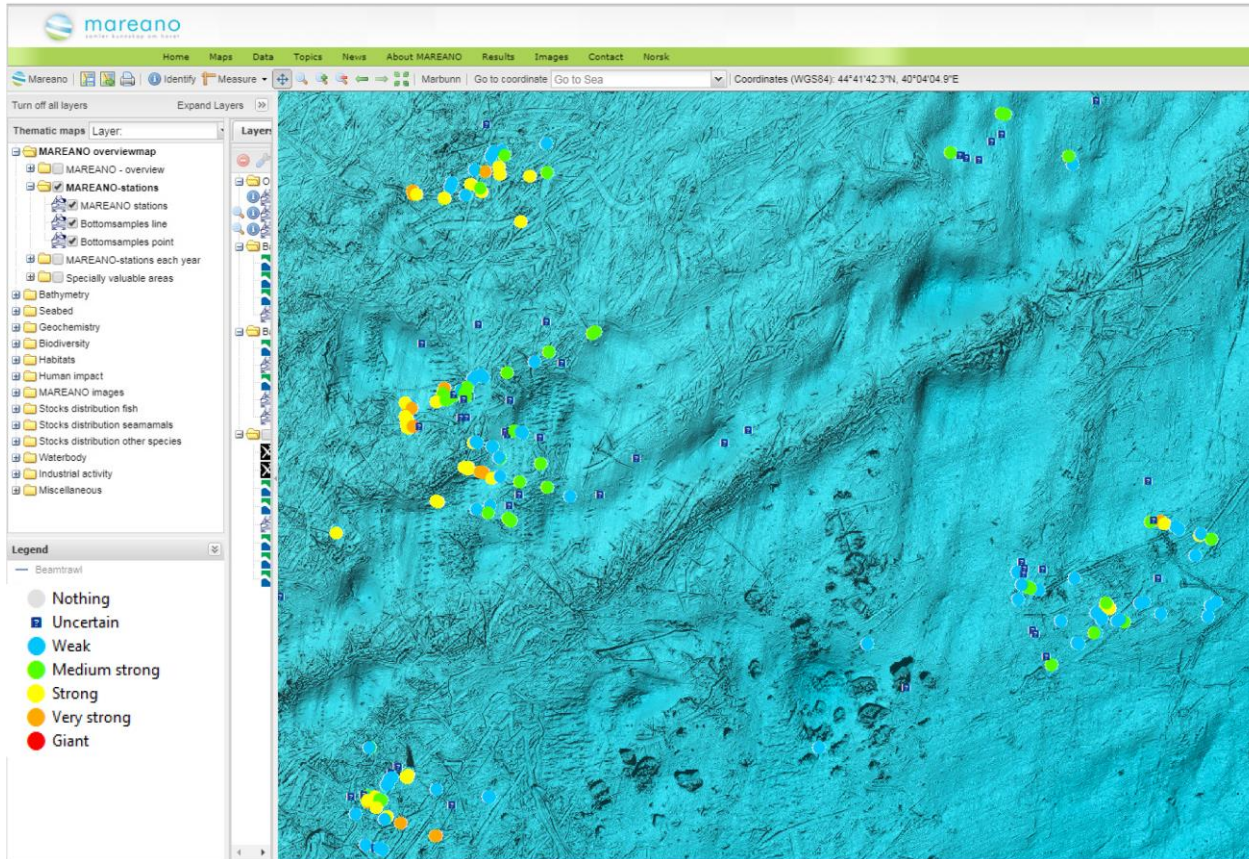 mareano
samler kunnskap om havet
Home Maps Data Topics News About MAREANO Results Images Contact Norsk
Mareano Identify Measure Marbunn Go to coordinate Go to Sea Coordinates (WGS84): 44°41'42.3"N, 40°04'04.9"E
Turn off all layers Expand Layers
Thematic maps Layer:
Layers
MAREANO overviewmap
MAREANO - overview
MAREANO-stations
MAREANO stations
Bottomsamples line
Bottomsamples point
MAREANO-stations each year
Specially valuable areas
Bathymetry
Seabed
Geochemistry
Biodiversity
Habitats
Human impact
MAREANO images
Stocks distribution fish
Stocks distribution seamamals
Stocks distribution other species
Waterbody
Industrial activity
Miscellaneous
Legend
Beamtrawl
Nothing
Uncertain
Weak
Medium strong
Strong
Very strong
Giant